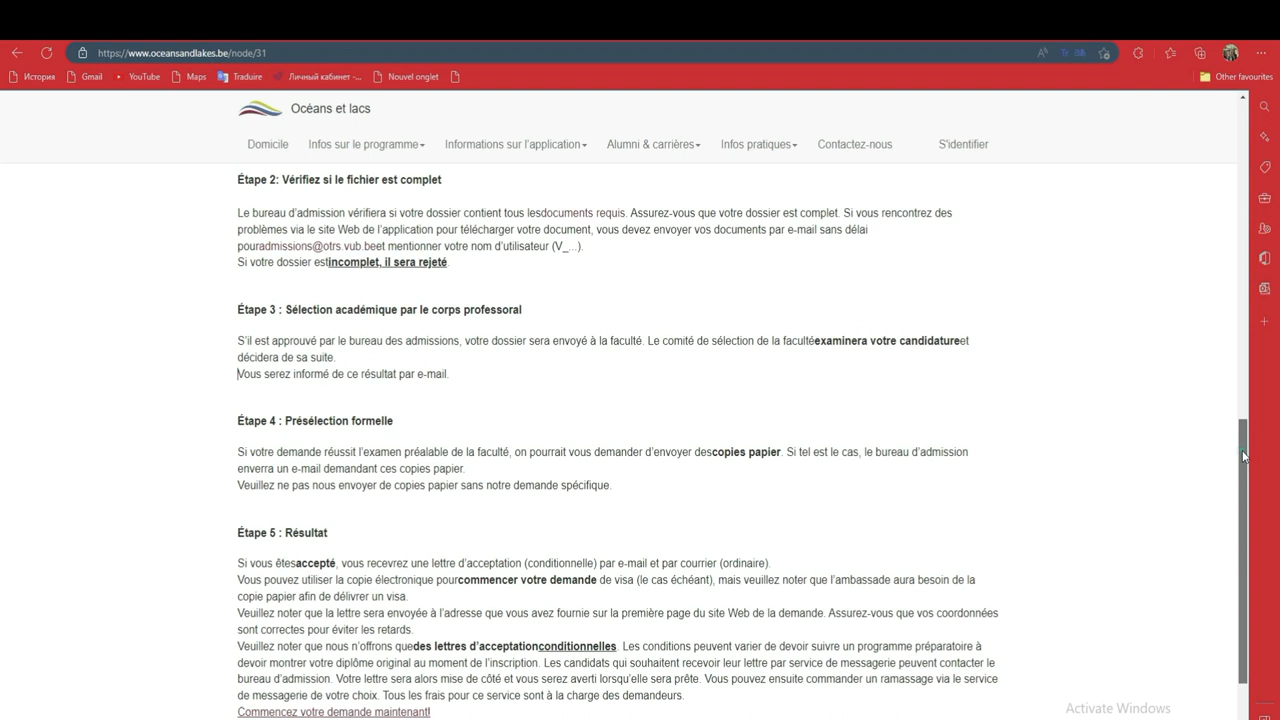 https://www.oceansandlakes.be/node/31
История Gmail YouTube Maps Traduire Личный кабинет -... Nouvel onglet Other favourites
Océans et lacs
Domicile Infos sur le programme Informations sur l'application Alumni & carrières Infos pratiques Contactez-nous S'identifier
Étape 2: Vérifiez si le fichier est complet
Le bureau d'admission vérifiera si votre dossier contient tous lesdocuments requis. Assurez-vous que votre dossier est complet. Si vous rencontrez des
problèmes via le site Web de l'application pour télécharger votre document, vous devez envoyer vos documents par e-mail sans délai
pouradmissions@otrs.vub.beet mentionner votre nom d'utilisateur (V_...).
Si votre dossier estincomplet, il sera rejeté.
Étape 3 : Sélection académique par le corps professoral
S'il est approuvé par le bureau des admissions, votre dossier sera envoyé à la faculté. Le comité de sélection de la facultéexaminera votre candidatureet
décidera de sa suite.
Vous serez informé de ce résultat par e-mail.
Étape 4 : Présélection formelle
Si votre demande réussit l'examen préalable de la faculté, on pourrait vous demander d'envoyer descopies papier. Si tel est le cas, le bureau d'admission
enverra un e-mail demandant ces copies papier.
Veuillez ne pas nous envoyer de copies papier sans notre demande spécifique.
Étape 5 : Résultat
Si vous êtesaccepté, vous recevrez une lettre d'acceptation (conditionnelle) par e-mail et par courrier (ordinaire).
Vous pouvez utiliser la copie électronique pourcommencer votre demande de visa (le cas échéant), mais veuillez noter que l'ambassade aura besoin de la
copie papier afin de délivrer un visa.
Veuillez noter que la lettre sera envoyée à l'adresse que vous avez fournie sur la première page du site Web de la demande. Assurez-vous que vos coordonnées
sont correctes pour éviter les retards.
Veuillez noter que nous n'offrons quedes lettres d'acceptationconditionnelles. Les conditions peuvent varier de devoir suivre un programme préparatoire à
devoir montrer votre diplôme original au moment de l'inscription. Les candidats qui souhaitent recevoir leur lettre par service de messagerie peuvent contacter le
bureau d'admission. Votre lettre sera alors mise de côté et vous serez averti lorsqu'elle sera prête. Vous pouvez ensuite commander un ramassage via le service
de messagerie de votre choix. Tous les frais pour ce service sont à la charge des demandeurs.
Commencez votre demande maintenant!
Activate Windows